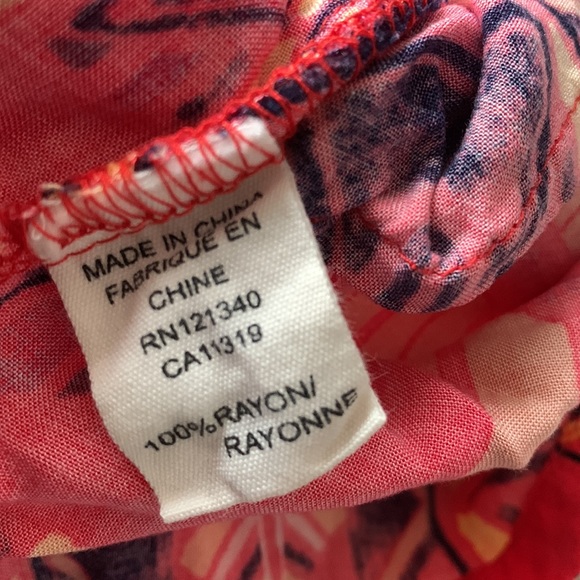 MADE IN CHINA
FABRIQUE EN
CHINE
RN121340
CA11319
100% RAYON/
RAYONNE